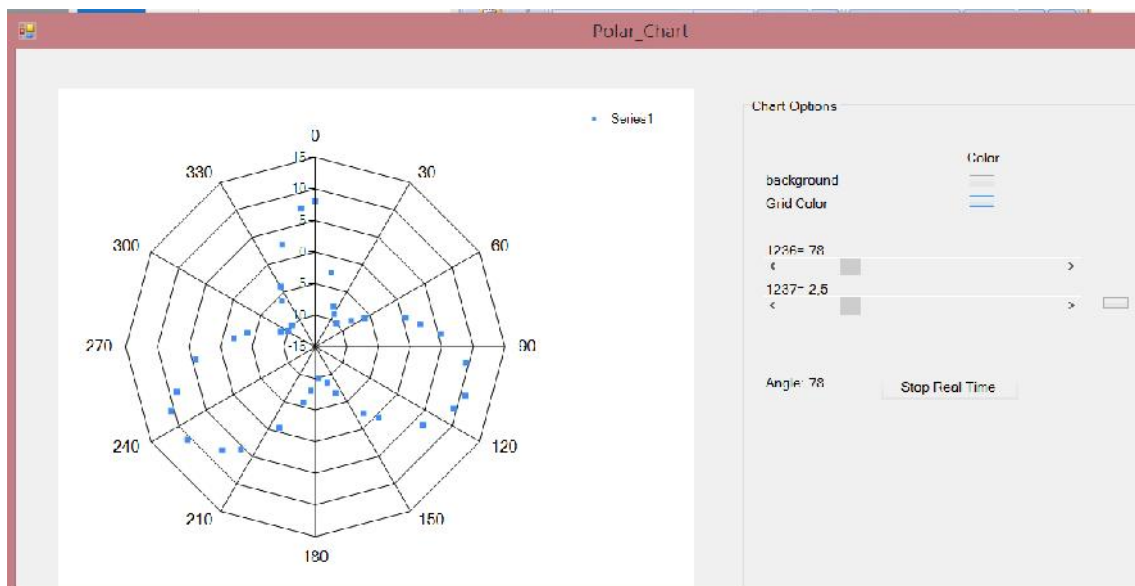 Polar_Chart
Series1
0
330
30
300
60
270
90
240
120
210
150
180
15
10
5
0
-5
-10
-15
Chart Options
Color
background
Grid Color
1236= 78
< >
1237= 2,5
< >
Angle: 78
Stop Real Time